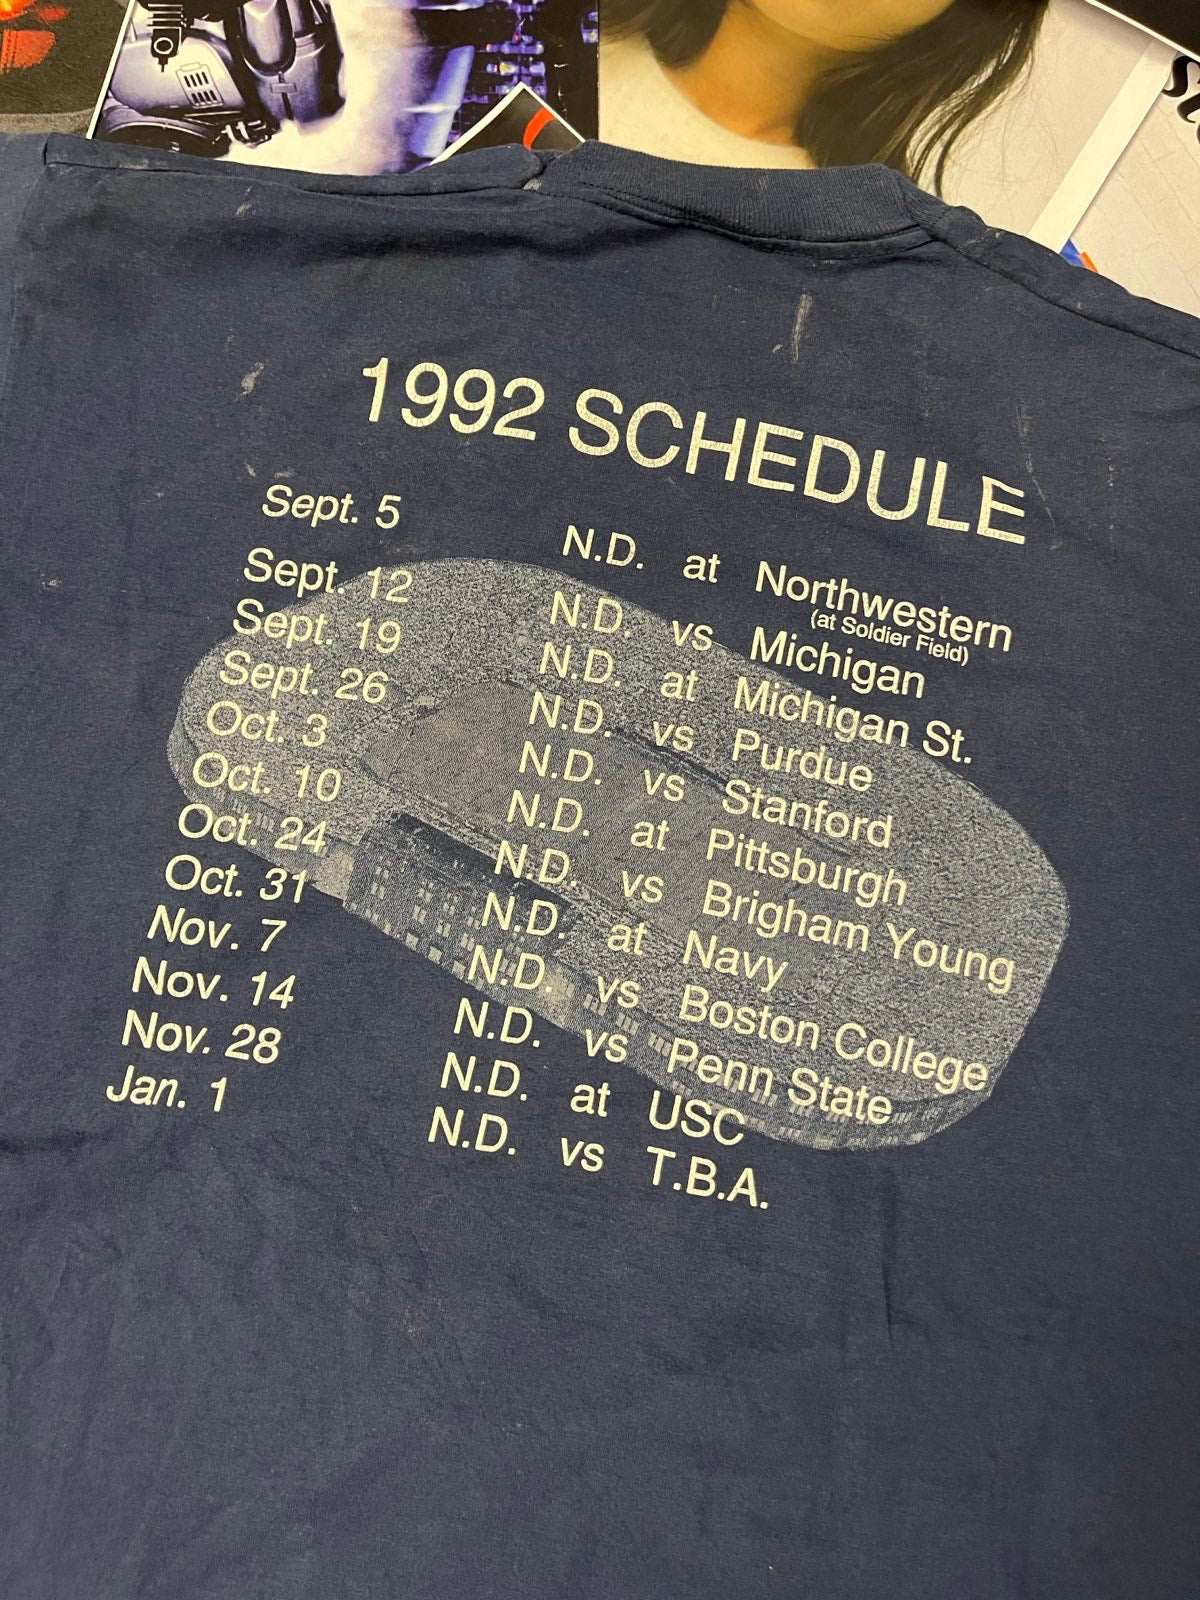 1992 SCHEDULE
Sept. 5 N.D. at Northwestern
(at Soldier Field)
Sept. 12 N.D. vs Michigan
Sept. 19 N.D. at Michigan St.
Sept. 26 N.D. vs Purdue
Oct. 3 N.D. vs Stanford
Oct. 10 N.D. at Pittsburgh
Oct. 24 N.D. vs Brigham Young
Oct. 31 N.D. at Navy
Nov. 7 N.D. vs Boston College
Nov. 14 N.D. vs Penn State
Nov. 28 N.D. at USC
Jan. 1 N.D. vs T.B.A.